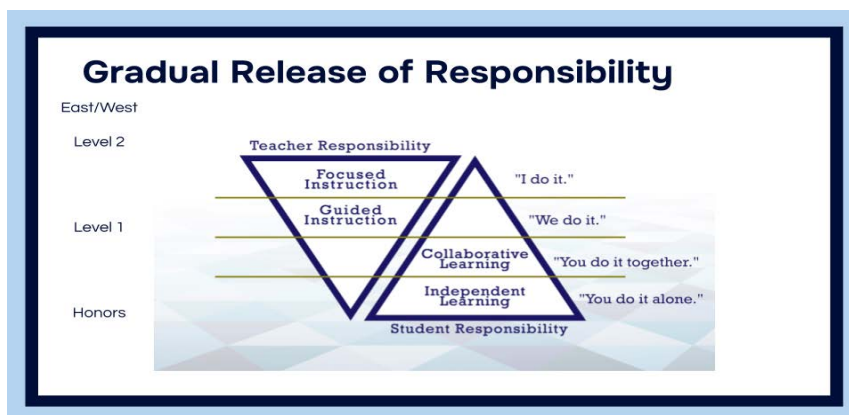 Gradual Release of Responsibility
East/West
Level 2
Teacher Responsibility
Focused
Instruction
"I do it."
Guided
Instruction
"We do it."
Level 1
Collaborative
Learning
"You do it together."
Independent
Learning
"You do it alone."
Honors
Student Responsibility